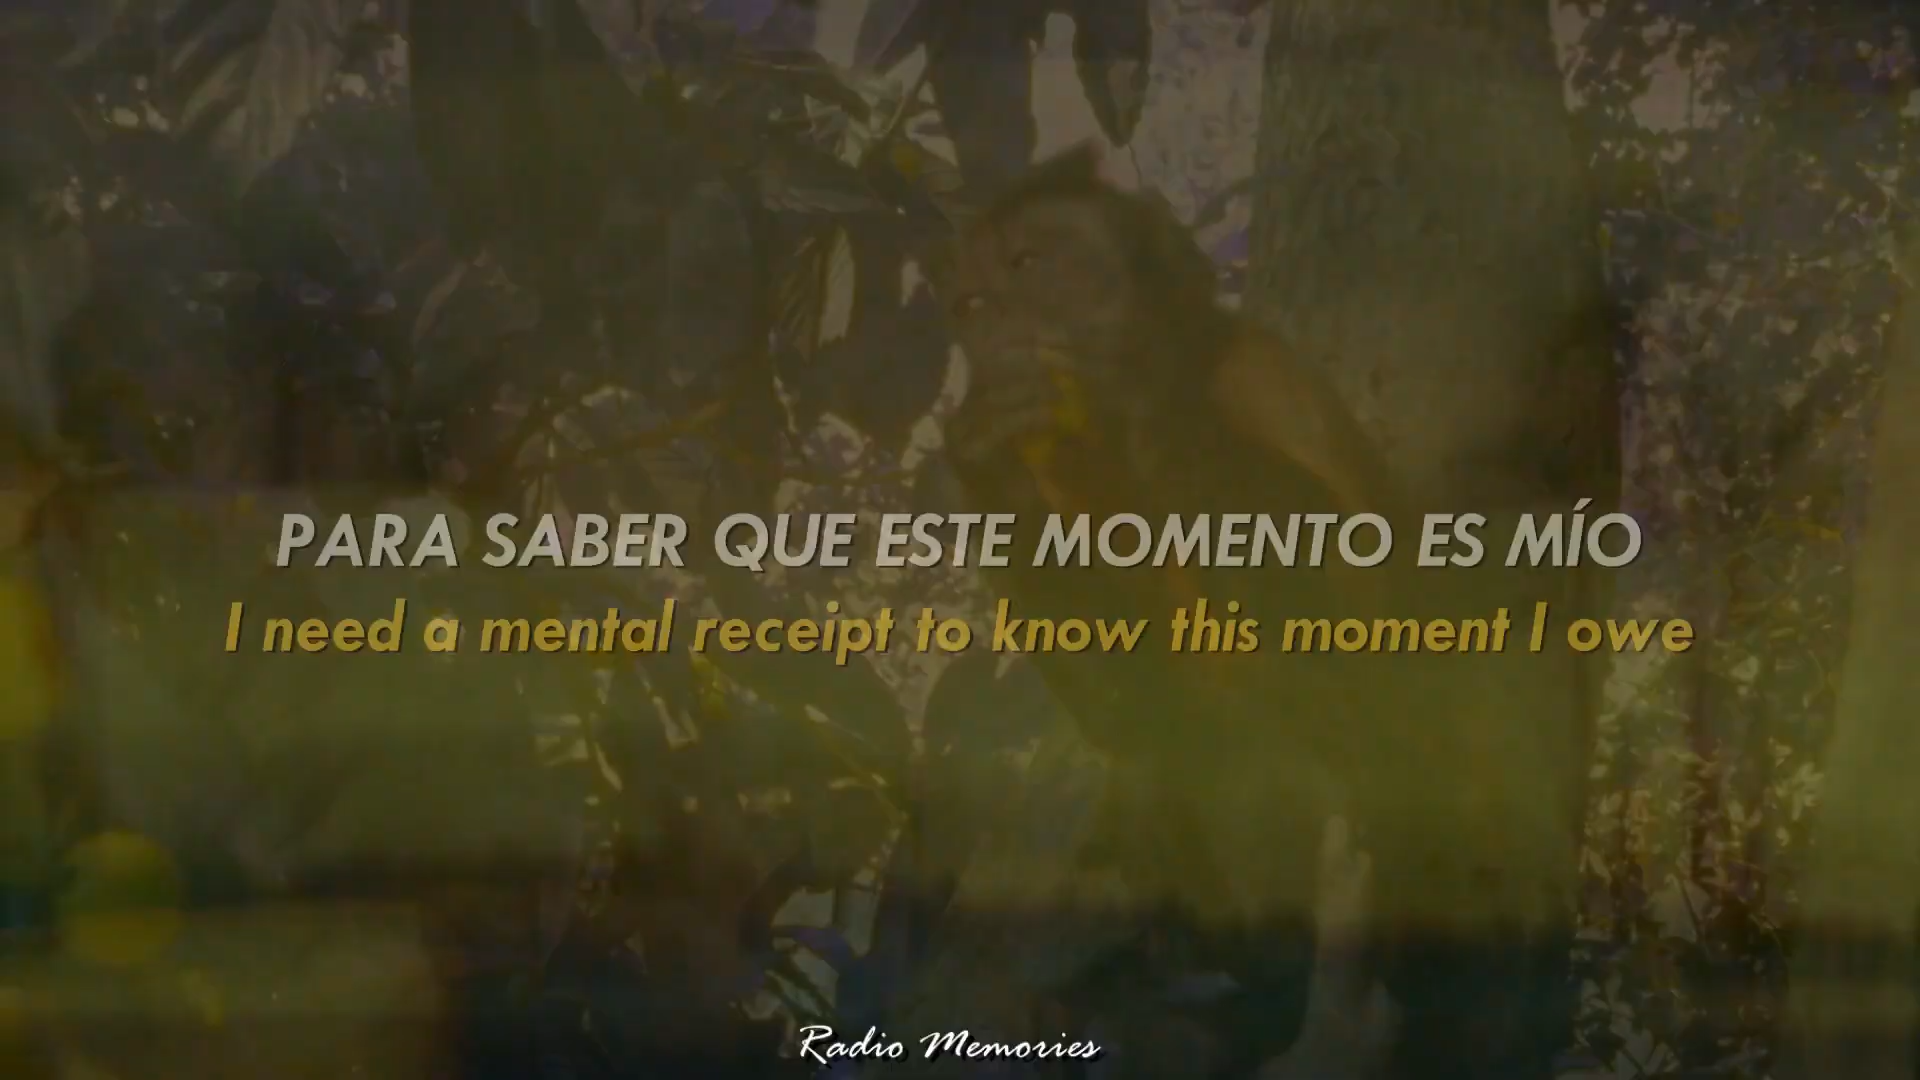 PARA SABER QUE ESTE MOMENTO ES MÍO
I need a mental receipt to know this moment I owe
Radio Memories